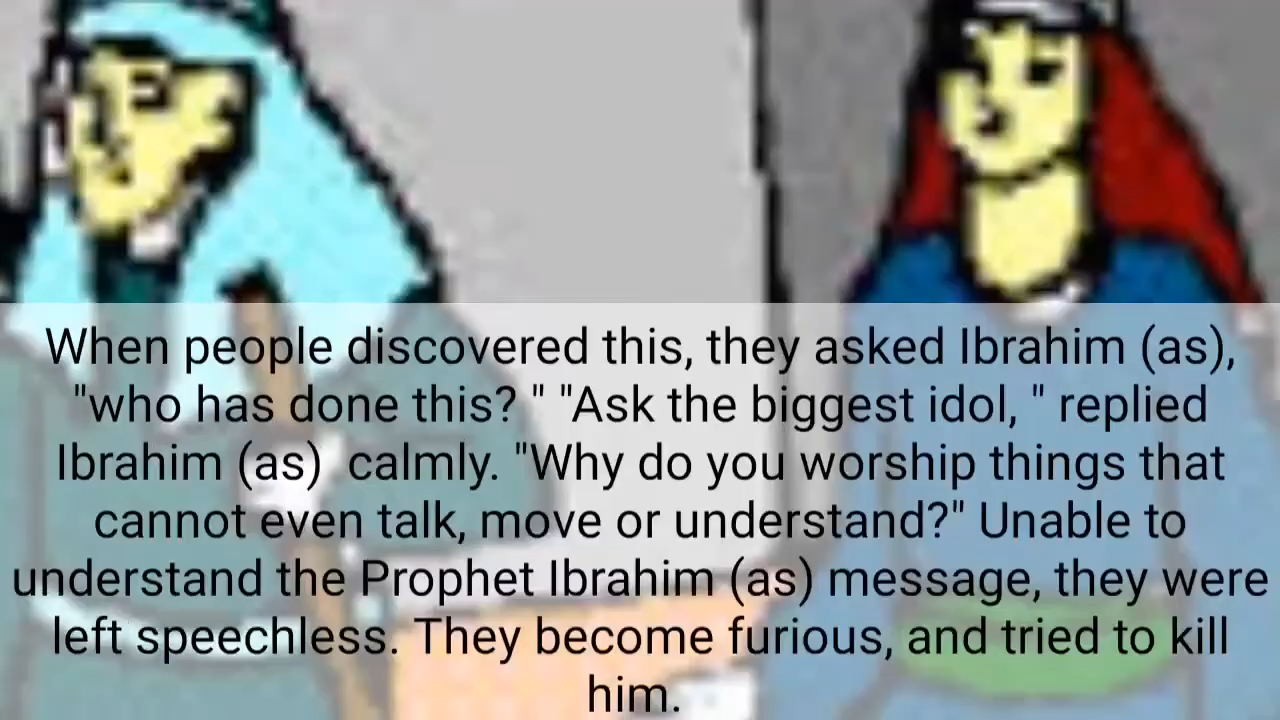 When people discovered this, they asked Ibrahim (as),
"who has done this? " "Ask the biggest idol, " replied
Ibrahim (as)  calmly. "Why do you worship things that
cannot even talk, move or understand?" Unable to
understand the Prophet Ibrahim (as) message, they were
left speechless. They become furious, and tried to kill
him.